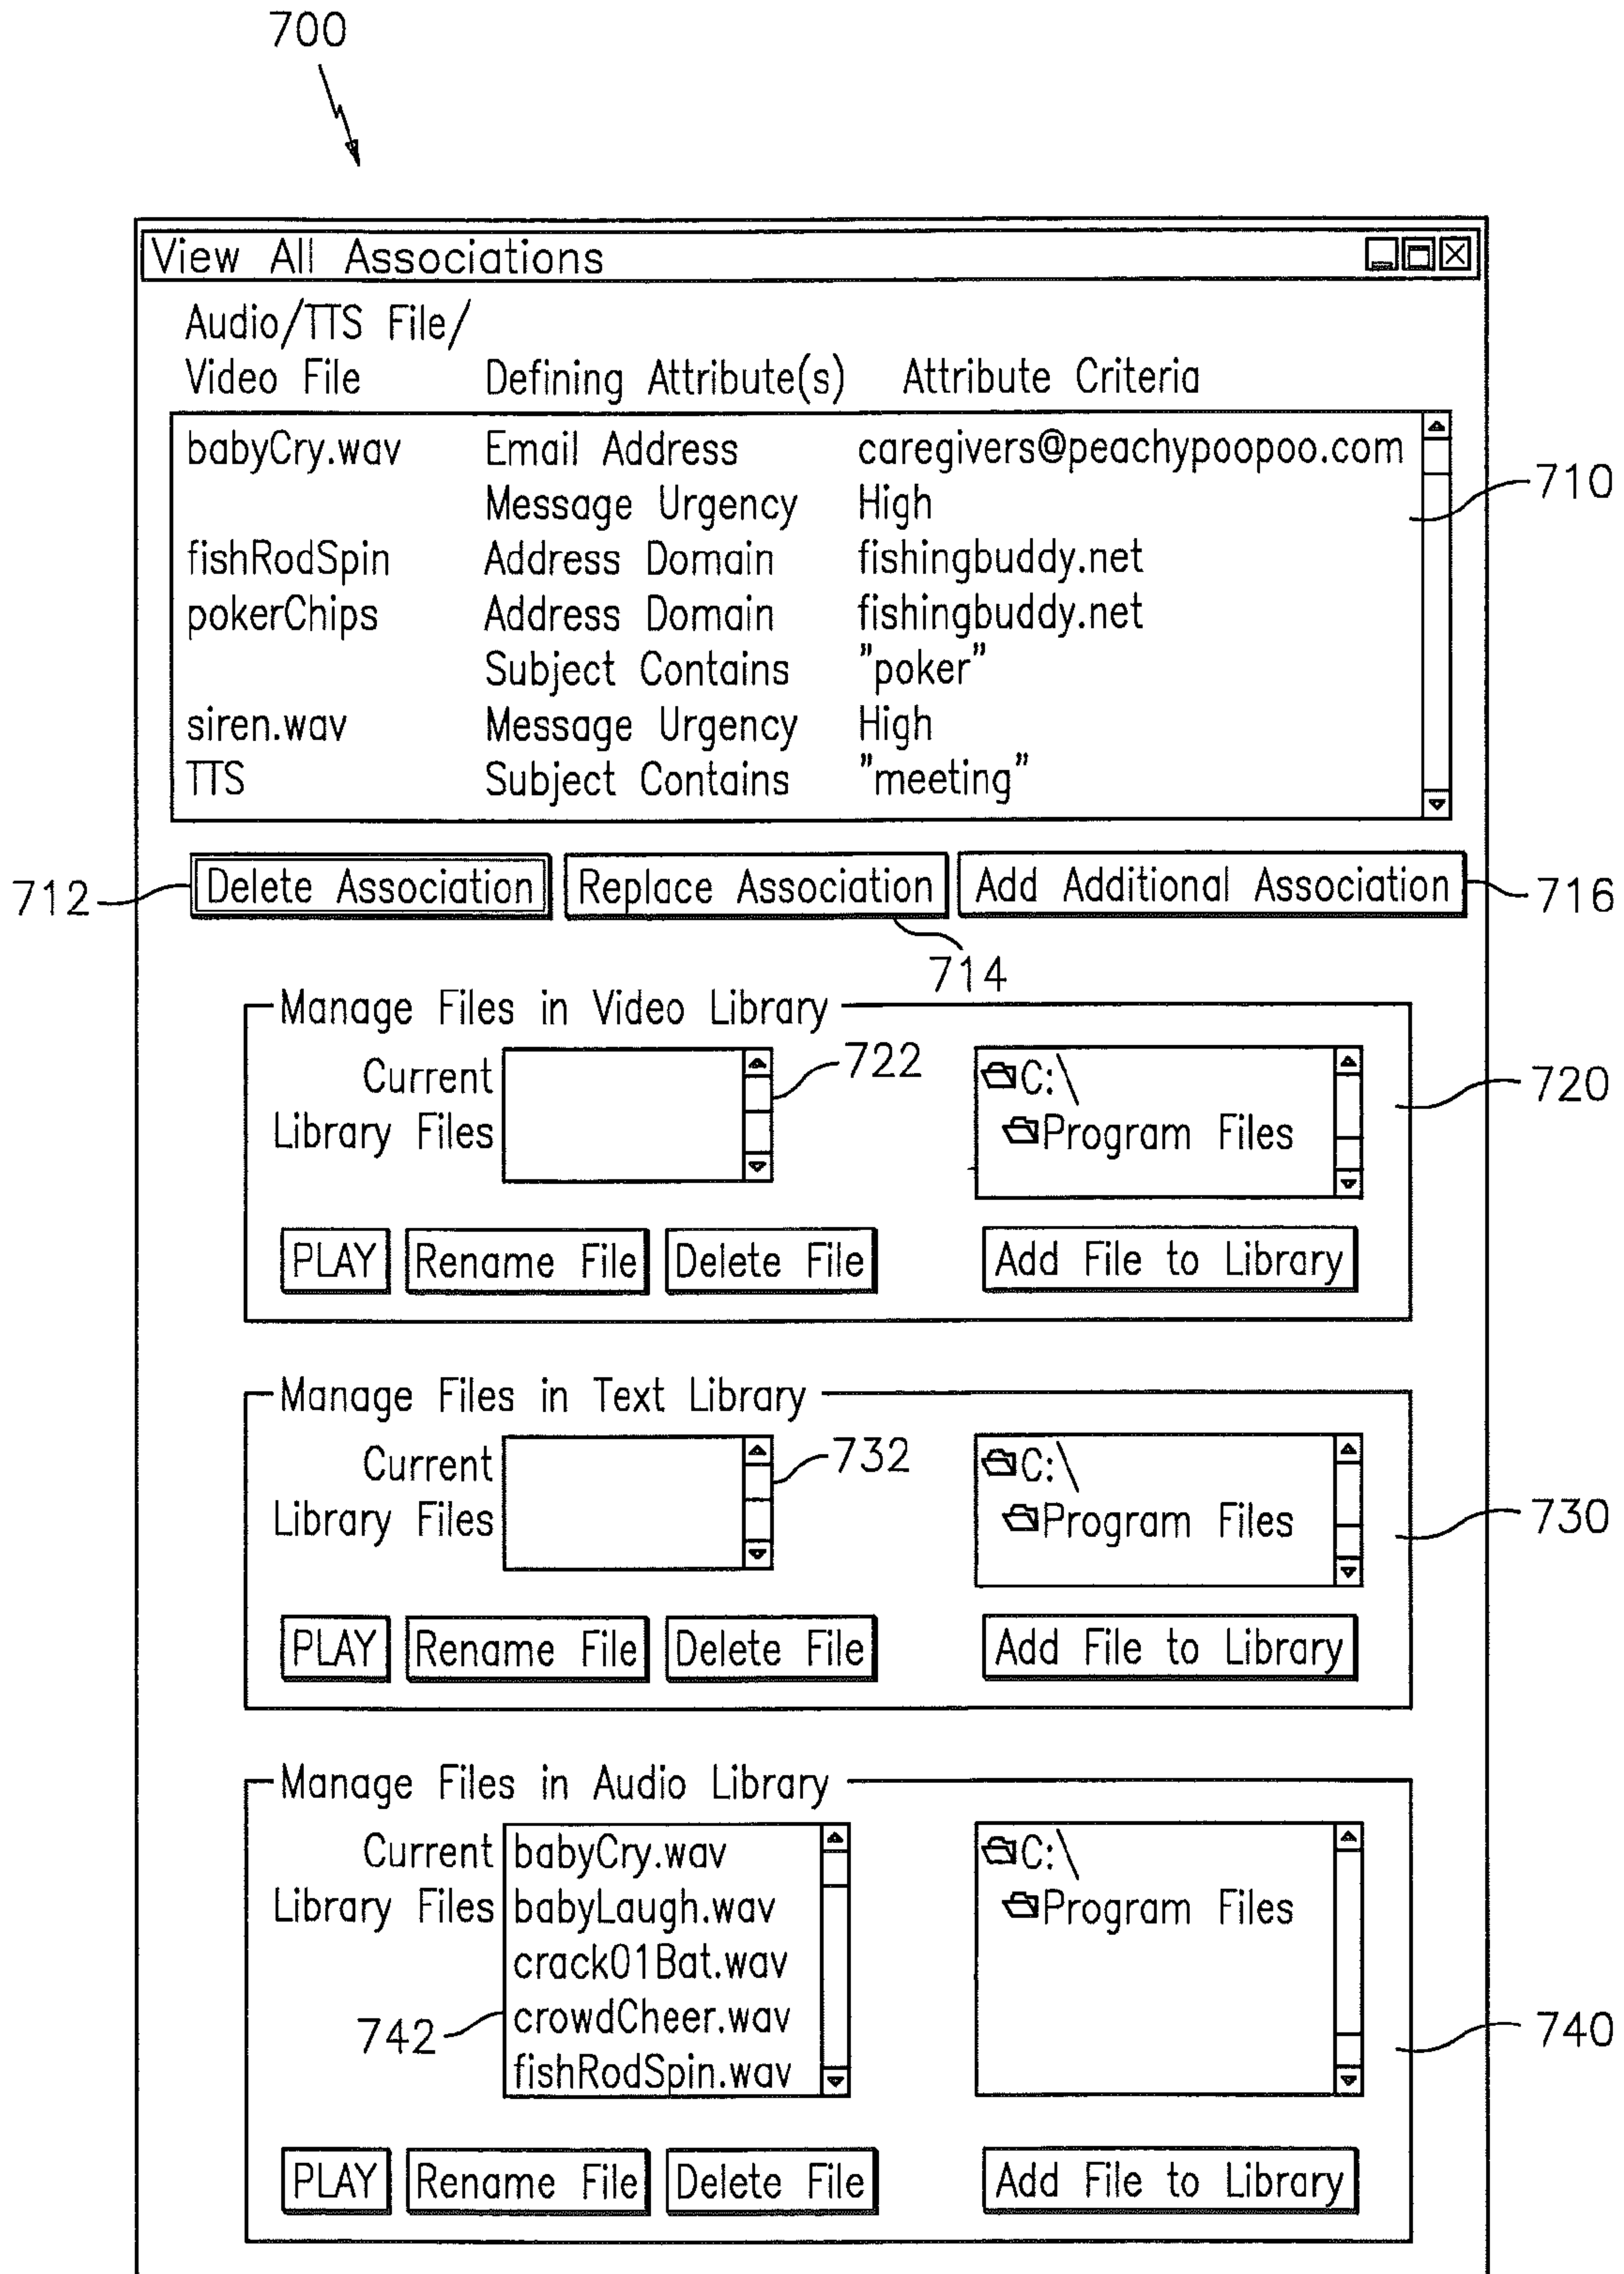 700
View All Associations
Audio/TTS File/
Video File Defining Attribute(s) Attribute Criteria
babyCry.wav Email Address caregivers@peachypoopoo.com
Message Urgency High
710
fishRodSpin Address Domain fishingbuddy.net
pokerChips Address Domain fishingbuddy.net
Subject Contains "poker"
siren.wav Message Urgency High
TTS Subject Contains "meeting"
712 Delete Association Replace Association Add Additional Association 716
714
Manage Files in Video Library
Current 722 C:\ 720
Library Files Program Files
PLAY Rename File Delete File Add File to Library
Manage Files in Text Library
Current 732 C:\
Library Files Program Files 730
PLAY Rename File Delete File Add File to Library
Manage Files in Audio Library
Current babyCry.wav C:\
Library Files babyLaugh.wav Program Files
crack01Bat.wav
742 crowdCheer.wav 740
fishRodSpin.wav
PLAY Rename File Delete File Add File to Library